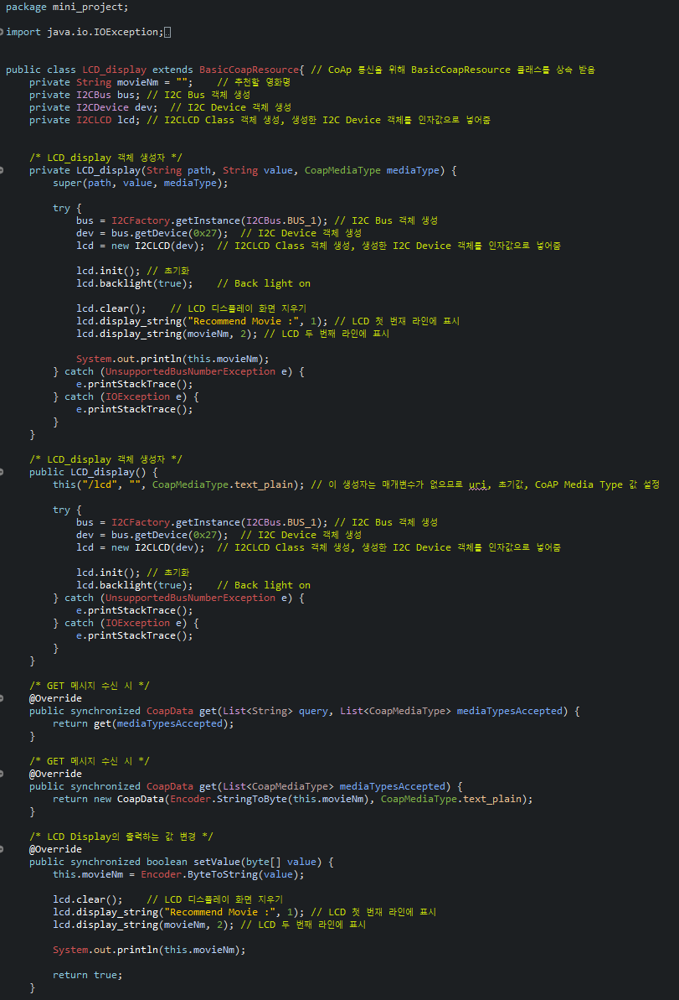 package mini_project;
import java.io.IOException;
public class LCD_display extends BasicCoapResource{ // CoAp 통신을 위해 BasicCoapResource 클래스를 상속 받음
    private String movieNm = "";    // 추천할 영화명
    private I2CBus bus; // I2C Bus 객체 생성
    private I2CDevice dev;  // I2C Device 객체 생성
    private I2CLCD lcd; // I2CLCD Class 객체 생성, 생성한 I2C Device 객체를 인자값으로 넣어줌
    /* LCD_display 객체 생성자 */
    private LCD_display(String path, String value, CoapMediaType mediaType) {
        super(path, value, mediaType);
        try {
            bus = I2CFactory.getInstance(I2CBus.BUS_1); // I2C Bus 객체 생성
            dev = bus.getDevice(0x27);  // I2C Device 객체 생성
            lcd = new I2CLCD(dev);  // I2CLCD Class 객체 생성, 생성한 I2C Device 객체를 인자값으로 넣어줌
            lcd.init(); // 초기화
            lcd.backlight(true);    // Back light on
            lcd.clear();    // LCD 디스플레이 화면 지우기
            lcd.display_string("Recommend Movie :", 1); // LCD 첫 번재 라인에 표시
            lcd.display_string(movieNm, 2); // LCD 두 번째 라인에 표시
            System.out.println(this.movieNm);
        } catch (UnsupportedBusNumberException e) {
            e.printStackTrace();
        } catch (IOException e) {
            e.printStackTrace();
        }
    }
    /* LCD_display 객체 생성자 */
    public LCD_display() {
        this("/lcd", "", CoapMediaType.text_plain); // 이 생성자는 매개변수가 없으므로 uri, 초기값, CoAP Media Type 값 설정
        try {
            bus = I2CFactory.getInstance(I2CBus.BUS_1); // I2C Bus 객체 생성
            dev = bus.getDevice(0x27);  // I2C Device 객체 생성
            lcd = new I2CLCD(dev);  // I2CLCD Class 객체 생성, 생성한 I2C Device 객체를 인자값으로 넣어줌
            lcd.init(); // 초기화
            lcd.backlight(true);    // Back light on
        } catch (UnsupportedBusNumberException e) {
            e.printStackTrace();
        } catch (IOException e) {
            e.printStackTrace();
        }
    }
    /* GET 메시지 수신 시 */
    @Override
    public synchronized CoapData get(List<String> query, List<CoapMediaType> mediaTypesAccepted) {
        return get(mediaTypesAccepted);
    }
    /* GET 메시지 수신 시 */
    @Override
    public synchronized CoapData get(List<CoapMediaType> mediaTypesAccepted) {
        return new CoapData(Encoder.StringToByte(this.movieNm), CoapMediaType.text_plain);
    }
    /* LCD Display의 출력하는 값 변경 */
    @Override
    public synchronized boolean setValue(byte[] value) {
        this.movieNm = Encoder.ByteToString(value);
        lcd.clear();    // LCD 디스플레이 화면 지우기
        lcd.display_string("Recommend Movie :", 1); // LCD 첫 번재 라인에 표시
        lcd.display_string(movieNm, 2); // LCD 두 번째 라인에 표시
        System.out.println(this.movieNm);
        return true;
    }